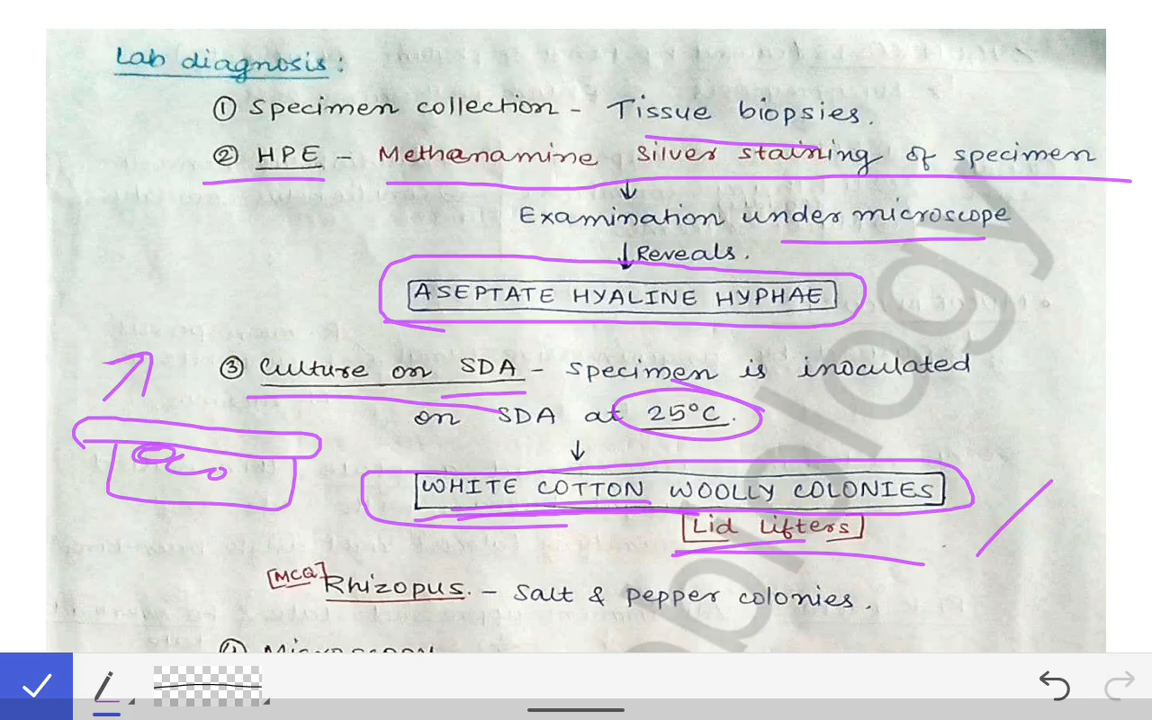 Lab diagnosis:
① Specimen collection - Tissue biopsies.
② HPE - Methanamine Silver staining of specimen
↓
Examination under microscope
↓ Reveals.
ASEPTATE HYALINE HYPHAE
③ Culture on SDA - Specimen is inoculated
on SDA at 25°C.
↓
WHITE COTTON WOOLLY COLONIES
[Lid Lifters]
[MCQ] Rhizopus. - Salt & pepper colonies.
④ Microscopy